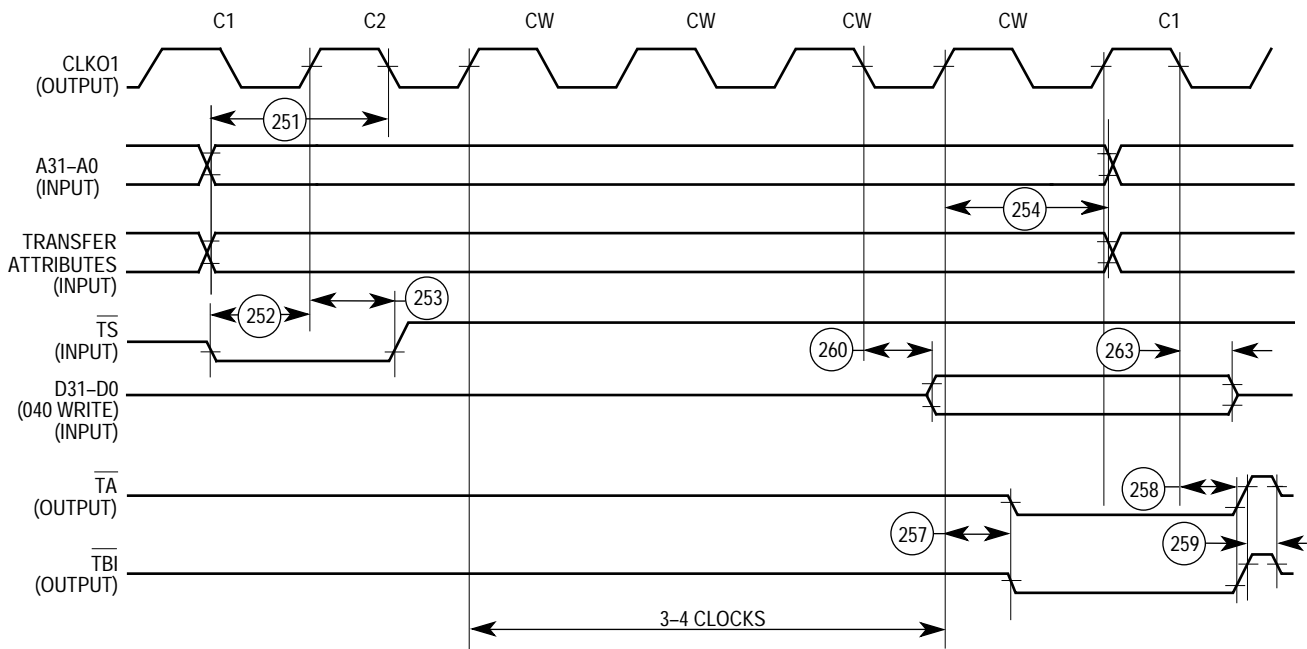 C1 C2 CW CW CW CW C1
CLKO1
(OUTPUT)
251
A31–A0
(INPUT)
254
TRANSFER
ATTRIBUTES
(INPUT)
252
253
TS
(INPUT)
260
263
D31–D0
(040 WRITE)
(INPUT)
TA
(OUTPUT)
258
257
259
TBI
(OUTPUT)
3–4 CLOCKS